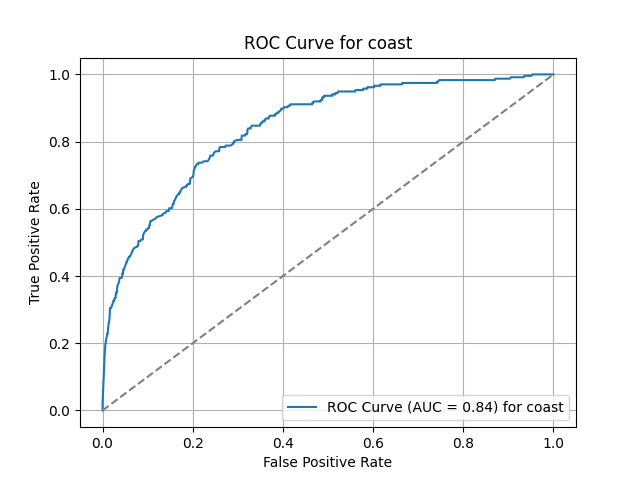 ROC Curve for coast
True Positive Rate
1.0
0.8
0.6
0.4
0.2
0.0
ROC Curve (AUC = 0.84) for coast
0.0 0.2 0.4 0.6 0.8 1.0
False Positive Rate